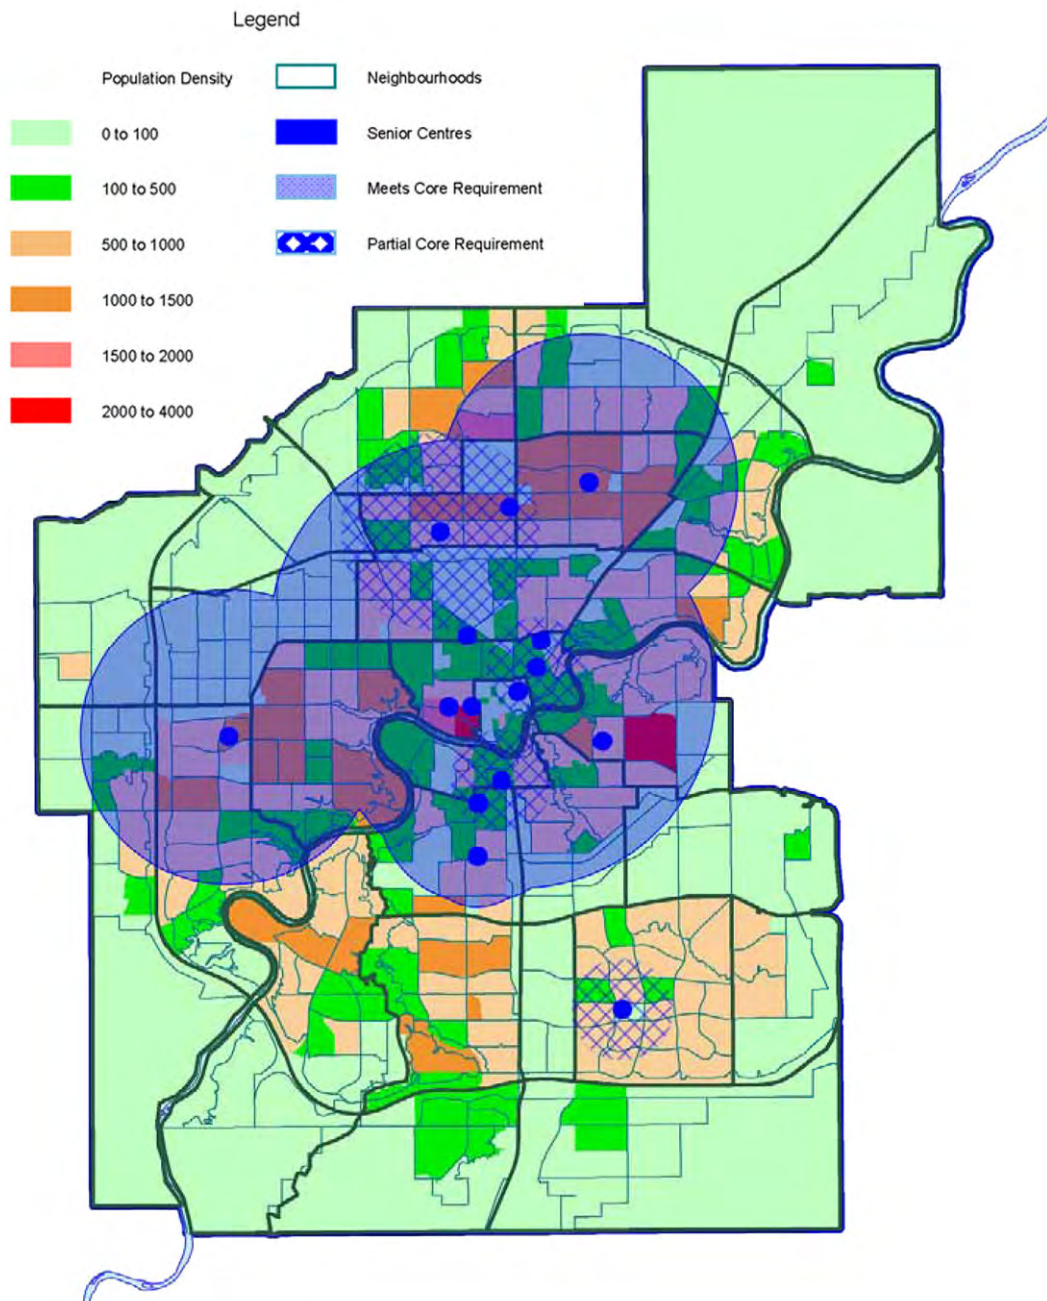 Legend
Population Density
Neighbourhoods
0 to 100
Senior Centres
100 to 500
Meets Core Requirement
500 to 1000
Partial Core Requirement
1000 to 1500
1500 to 2000
2000 to 4000